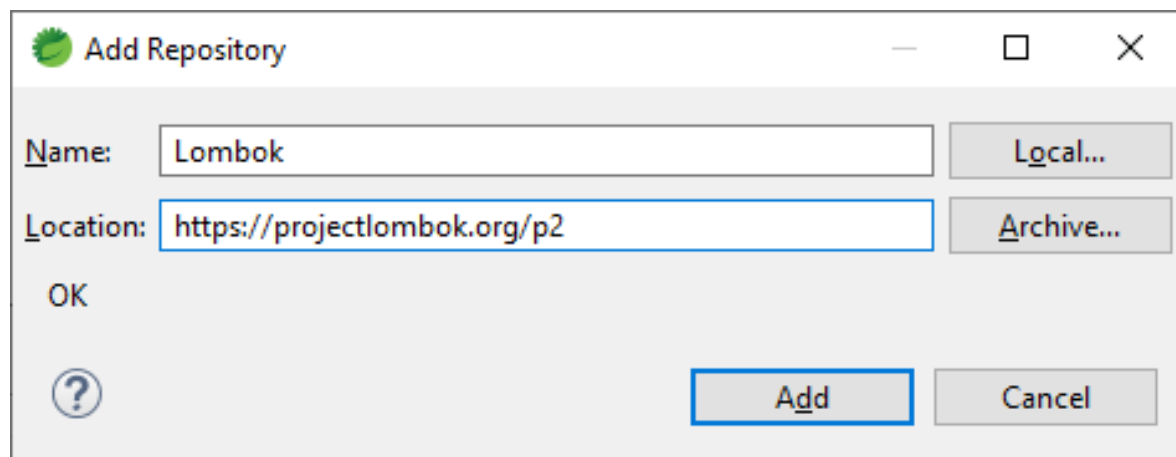 Add Repository
Name: Lombok Local...
Location: https://projectlombok.org/p2 Archive...
OK
? Add Cancel